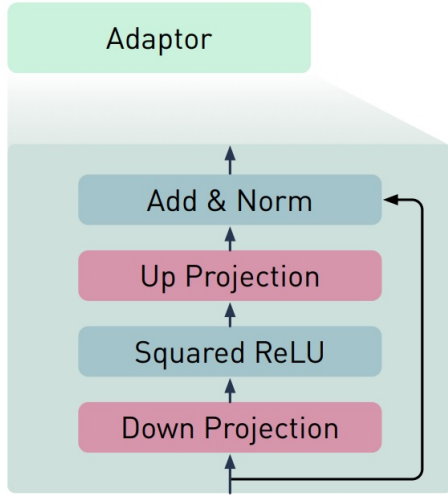 Adaptor
Add & Norm
Up Projection
Squared ReLU
Down Projection